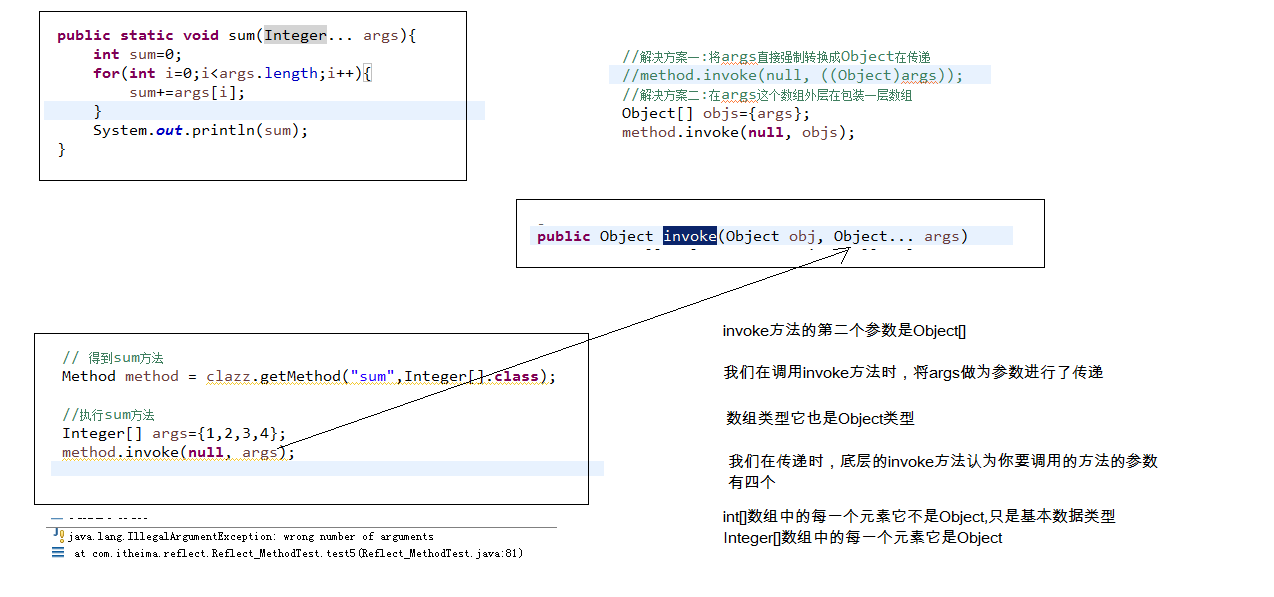 public static void sum(Integer... args){
int sum=0;
for(int i=0;i<args.length;i++){
sum+=args[i];
}
System.out.println(sum);
}
//解决方案一:将args直接强制转换成Object在传递
//method.invoke(null, ((Object)args));
//解决方案二:在args这个数组外层在包装一层数组
Object[] objs={args};
method.invoke(null, objs);
public Object invoke(Object obj, Object... args)
invoke方法的第二个参数是Object[]
我们在调用invoke方法时，将args做为参数进行了传递
数组类型它也是Object类型
我们在传递时，底层的invoke方法认为你要调用的方法的参数
有四个
int[]数组中的每一个元素它不是Object,只是基本数据类型
Integer[]数组中的每一个元素它是Object
// 得到sum方法
Method method = clazz.getMethod("sum",Integer[].class);
//执行sum方法
Integer[] args={1,2,3,4};
method.invoke(null, args);
java.lang.IllegalArgumentException: wrong number of arguments
at com.itheima.reflect.Reflect_MethodTest.test5(Reflect_MethodTest.java:81)